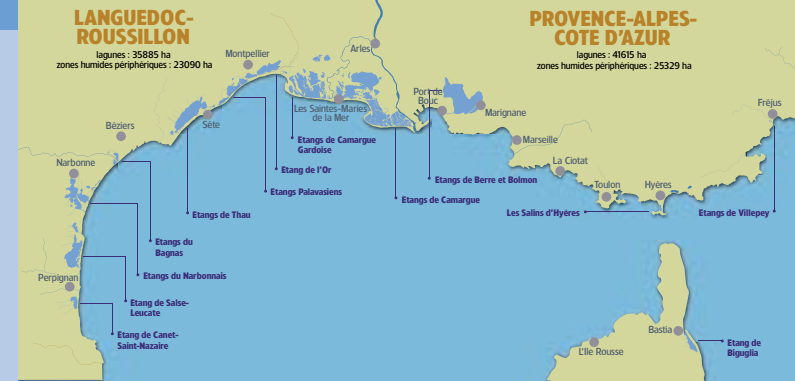 LANGUEDOC-
ROUSSILLON
lagunes : 35885 ha
zones humides périphériques : 23090 ha
PROVENCE-ALPES-
COTE D'AZUR
lagunes : 41615 ha
zones humides périphériques : 25329 ha
Montpellier
Arles
Port de
Bouc
Marignane
Les Saintes-Maries
de la Mer
Sète
Béziers
Narbonne
Perpignan
Marseille
La Ciotat
Toulon
Hyères
Fréjus
Etangs de Camargue
Gardoise
Etang de l'Or
Etangs Palavasiens
Etangs de Thau
Etangs du
Bagnas
Etangs du Narbonnais
Etang de Salse-
Leucate
Etang de Canet-
Saint-Nazaire
Etangs de Berre et Bolmon
Etangs de Camargue
Les Salins d'Hyères
Etangs de Villepey
Bastia
L'Ile Rousse
Etang de
Biguglia